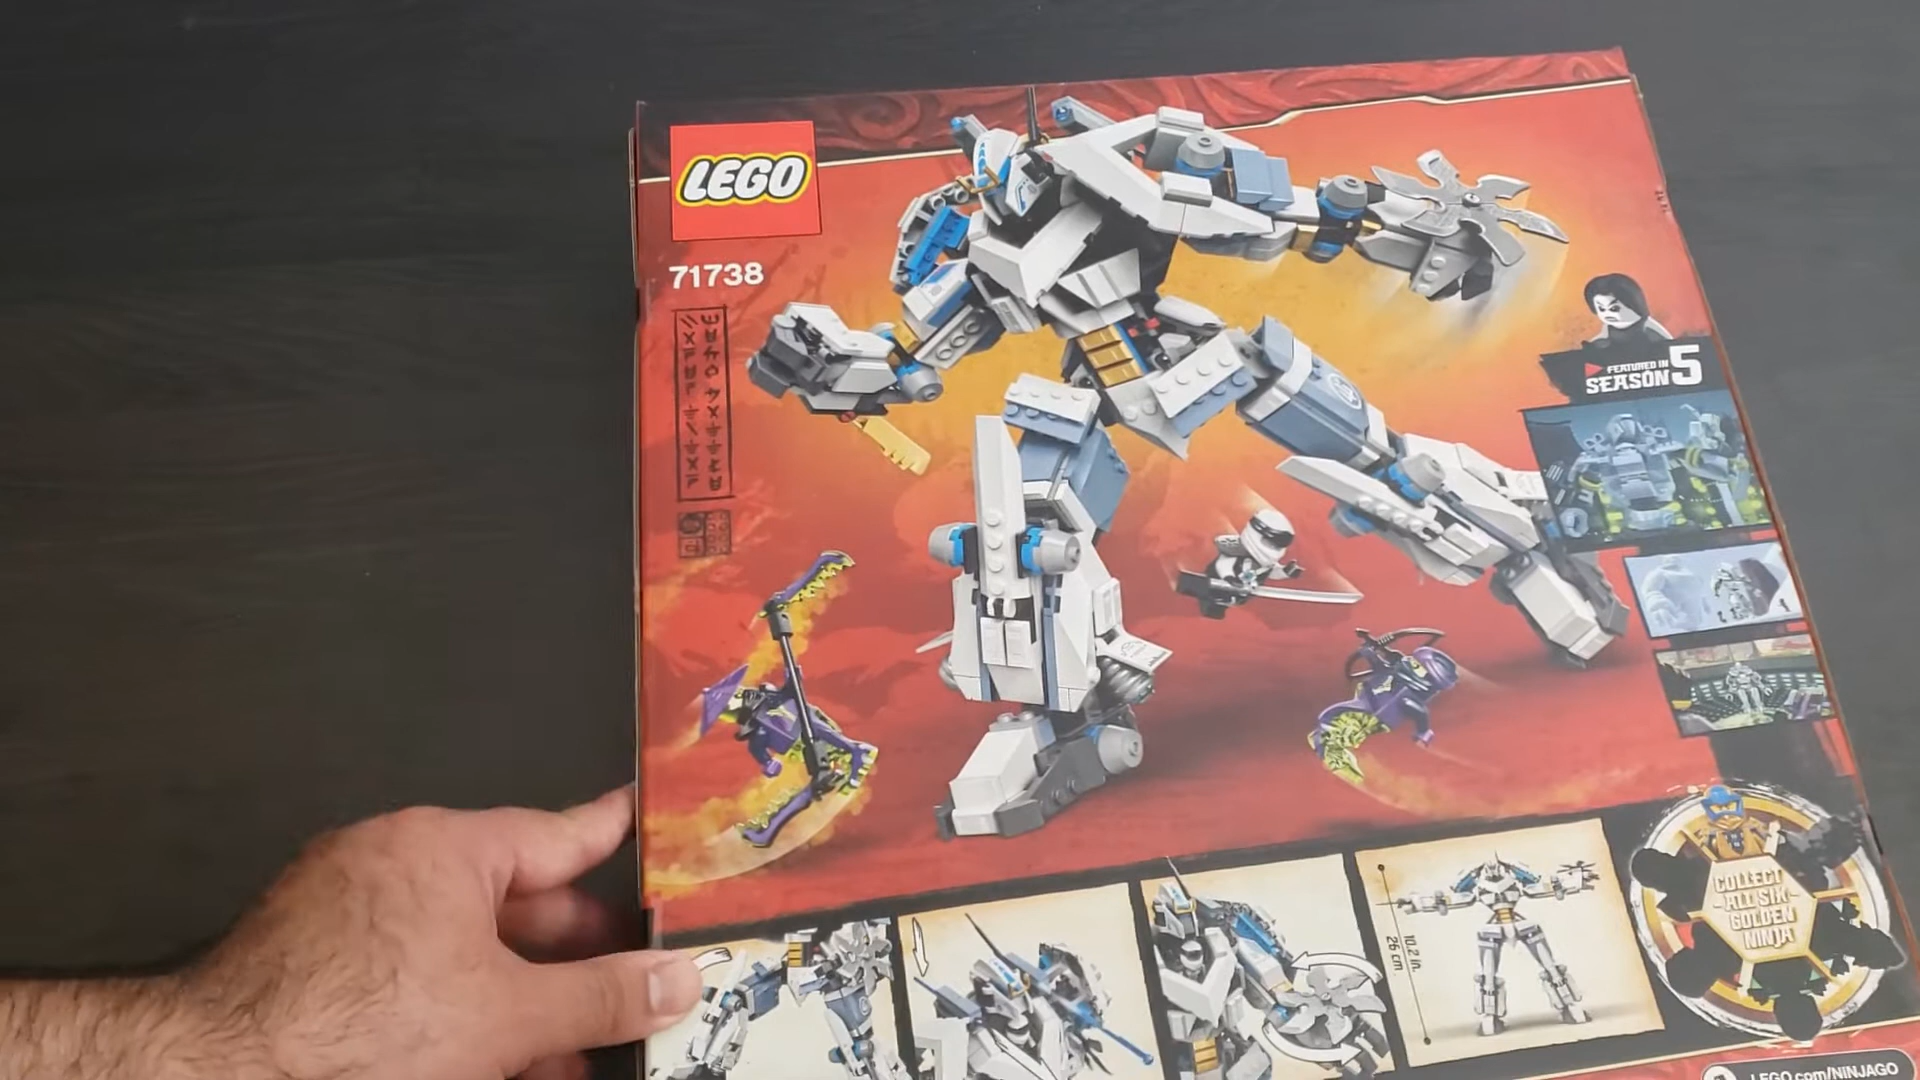 LEGO
71738
FEATURED IN
SEASON 5
10.2 in.
26 cm.
COLLECT
ALL SIX
GOLDEN
NINJA
LEGO.com/NINJAGO